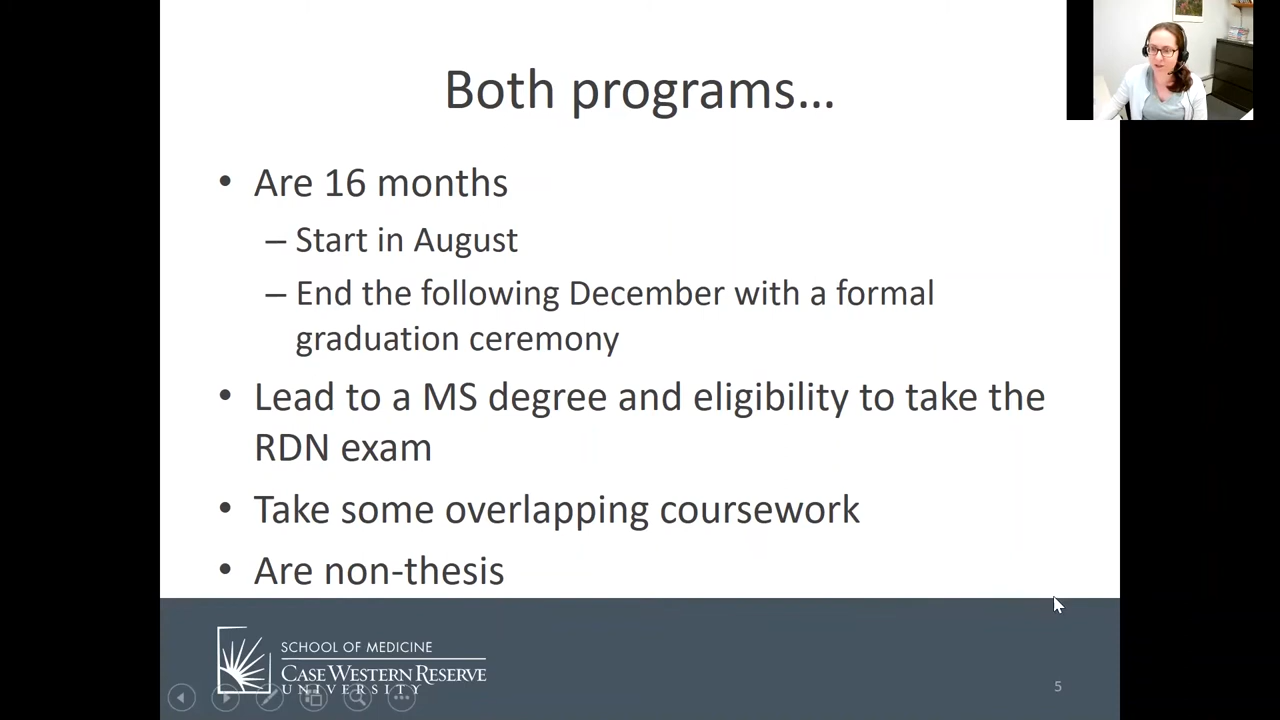 Both programs...
• Are 16 months
– Start in August
– End the following December with a formal
graduation ceremony
• Lead to a MS degree and eligibility to take the
RDN exam
• Take some overlapping coursework
• Are non-thesis
SCHOOL OF MEDICINE
CASE WESTERN RESERVE
UNIVERSITY
5